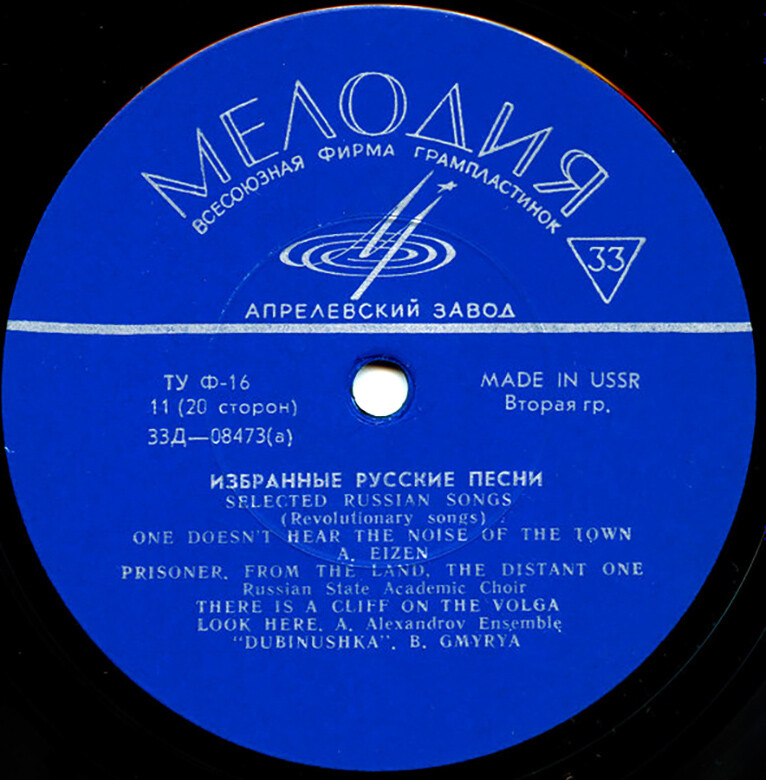 МЕЛОДИЯ
ВСЕСОЮЗНАЯ ФИРМА ГРАМПЛАСТИНОК
33
АПРЕЛЕВСКИЙ ЗАВОД
ТУ Ф-16
11 (20 сторон)
33Д—08473(а)
MADE IN USSR
Вторая гр.
ИЗБРАННЫЕ РУССКИЕ ПЕСНИ
SELECTED RUSSIAN SONGS
(Revolutionary songs)
ONE DOESN'T HEAR THE NOISE OF THE TOWN
A. EIZEN
PRISONER. FROM THE LAND, THE DISTANT ONE
Russian State Academic Choir
THERE IS A CLIFF ON THE VOLGA
LOOK HERE. A. Alexandrov Ensemble
"DUBINUSHKA". B. GMYRYA